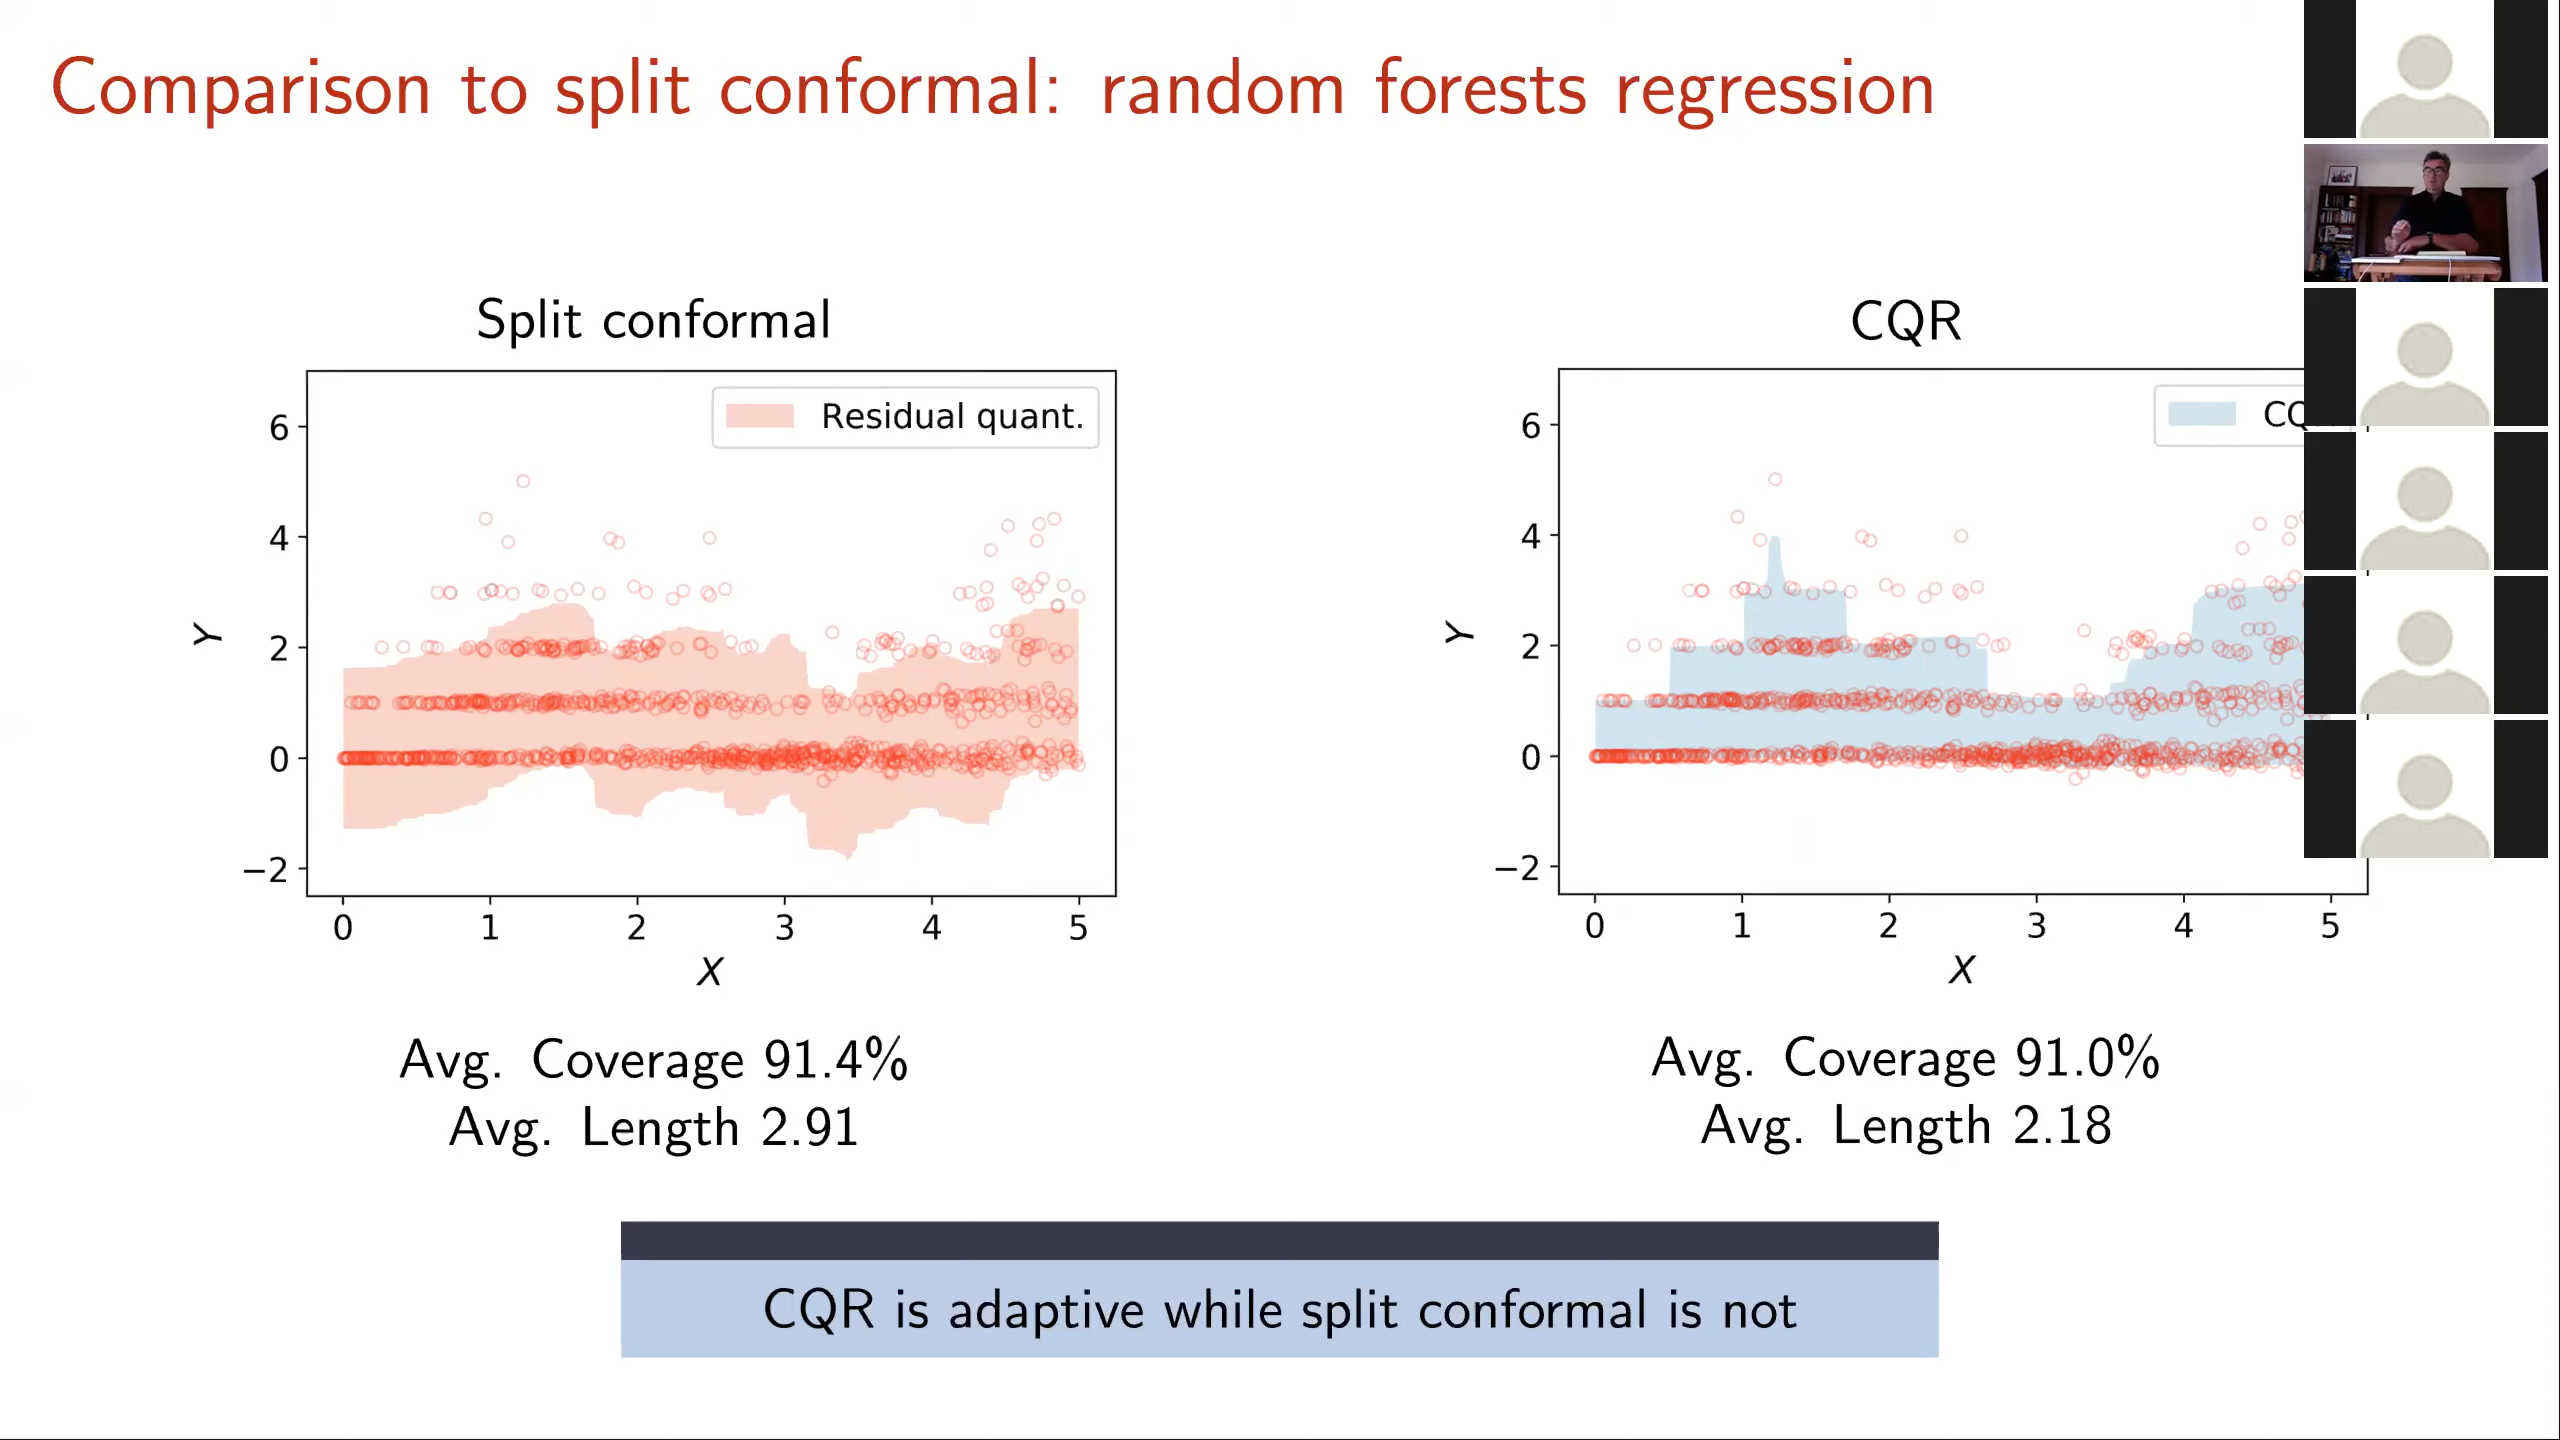 Comparison to split conformal: random forests regression
Split conformal
Residual quant.
6
4
2
0
−2
Y
0 1 2 3 4 5
X
Avg. Coverage 91.4%
Avg. Length 2.91
CQR
6
4
2
0
−2
Y
0 1 2 3 4 5
X
Avg. Coverage 91.0%
Avg. Length 2.18
CQR is adaptive while split conformal is not